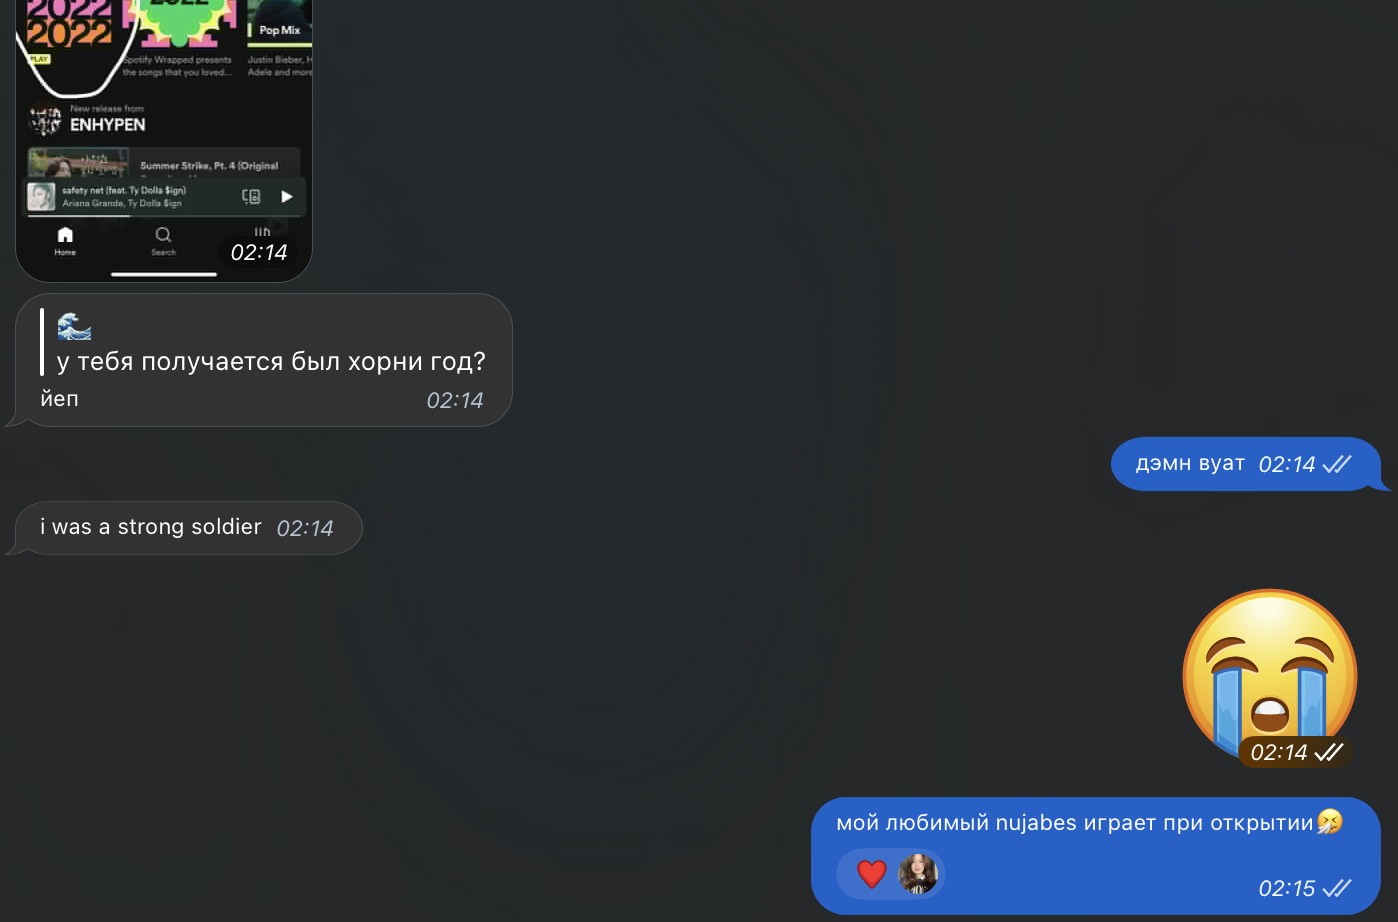 2022
2022
2022
Pop Mix
PLAY
Spotify Wrapped presents
the songs that you loved...
Justin Bieber, H
Adele and more
New release from
ENHYPEN
Summer Strike, Pt. 4 (Original
safety net (feat. Ty Dolla $ign)
Ariana Grande, Ty Dolla $ign
Home
Search
02:14
у тебя получается был хорни год?
йеп 02:14
дэмн вуат 02:14
i was a strong soldier 02:14
02:14
мой любимый nujabes играет при открытии🤧
02:15